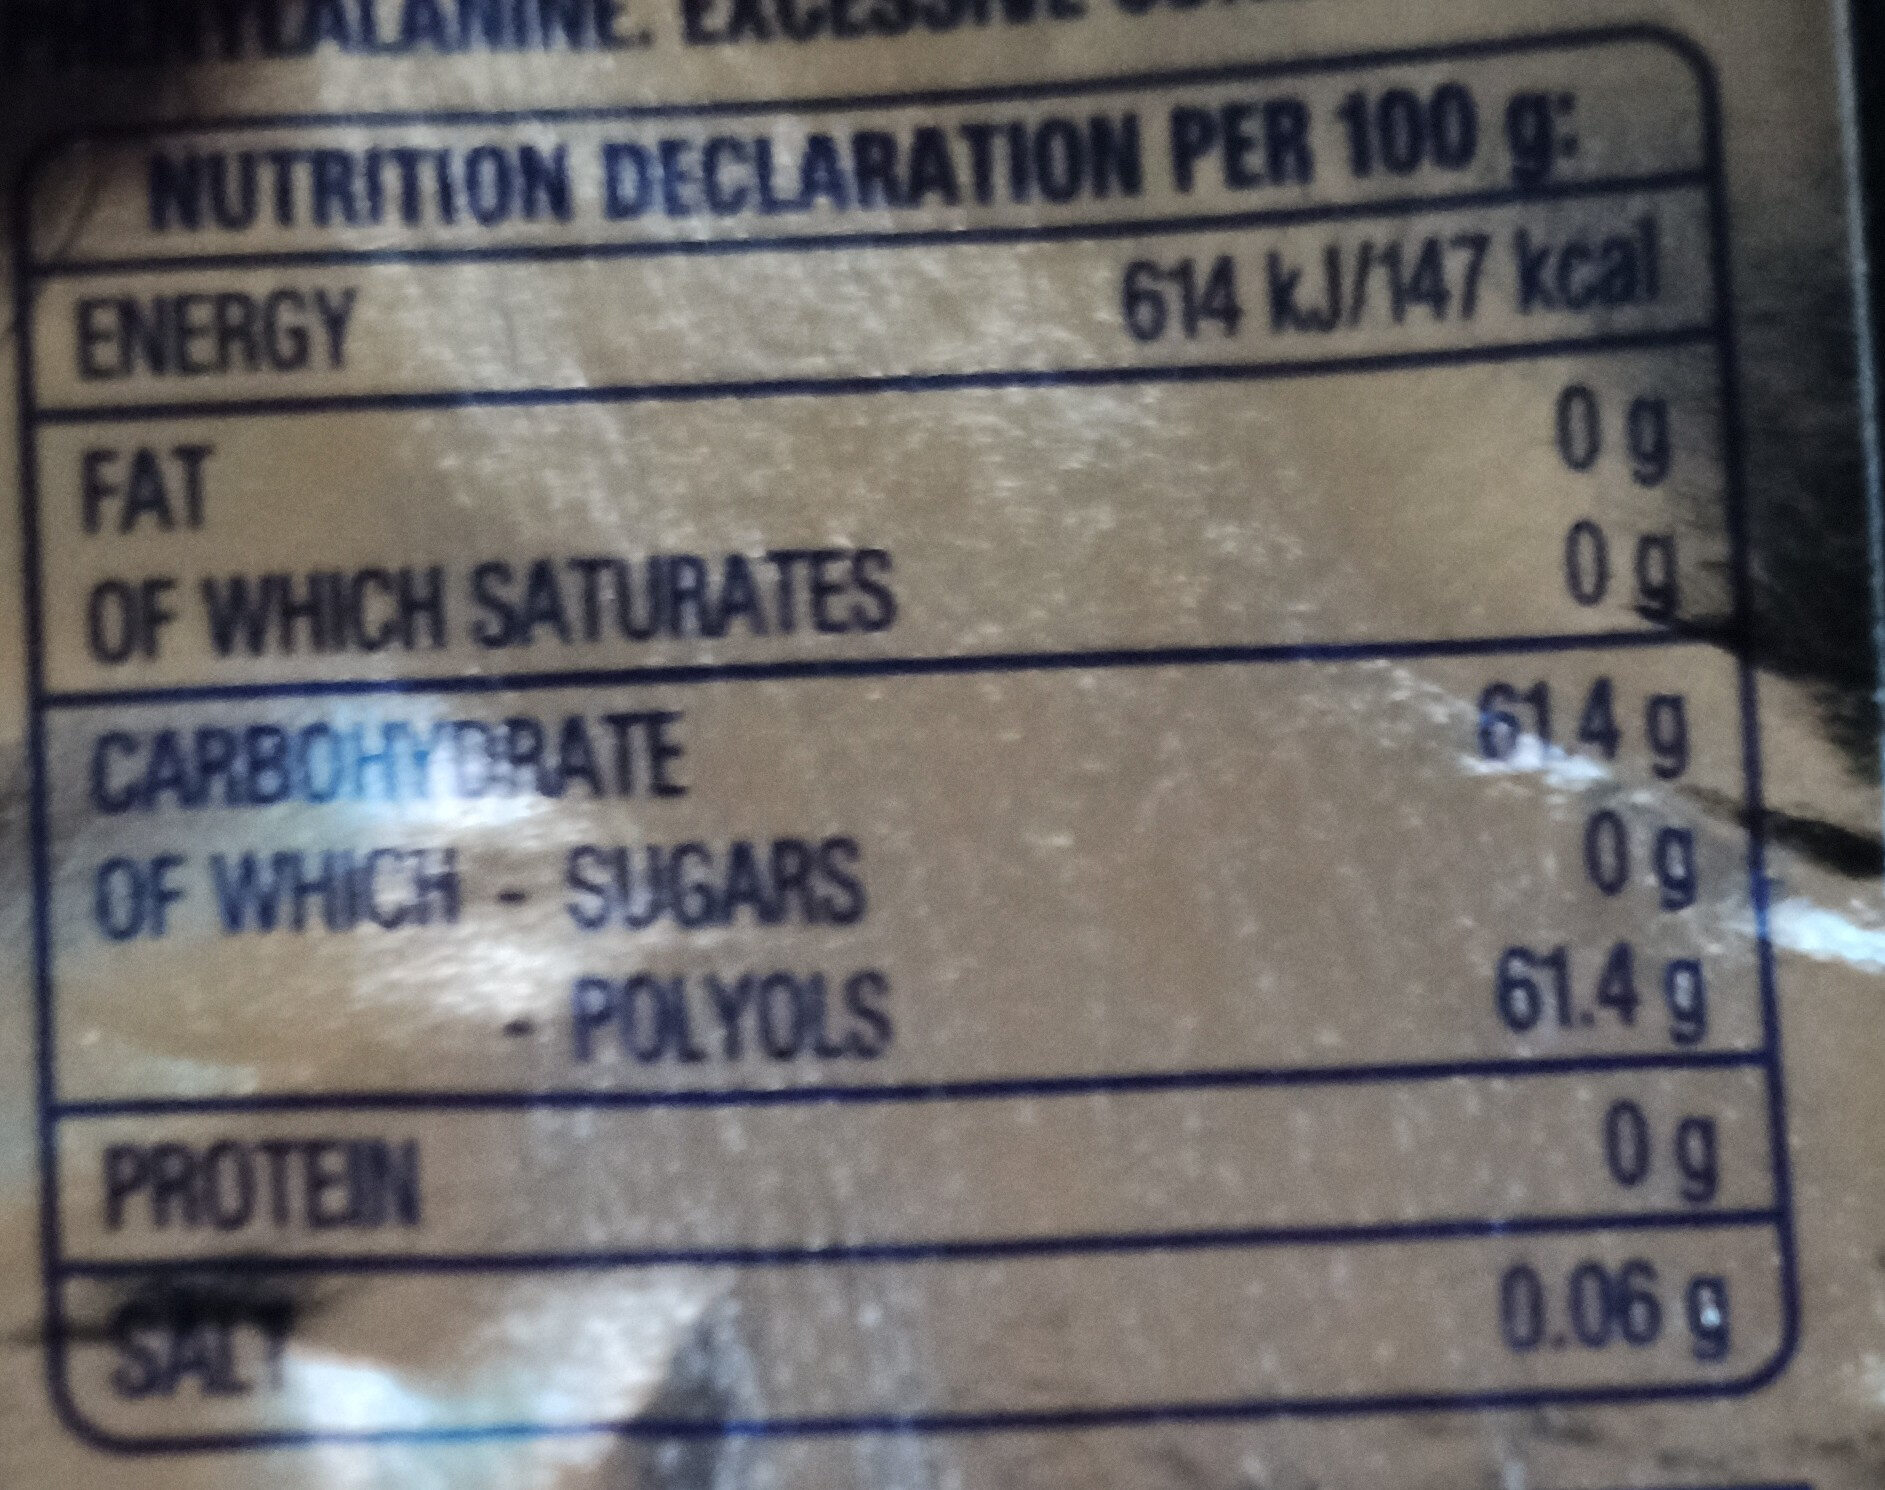 ALANINE.
NUTRITION DECLARATION PER 100 g:
ENERGY 614 kJ/147 kcal
FAT 0 g
OF WHICH SATURATES 0 g
CARBOHYDRATE 61.4 g
OF WHICH - SUGARS 0 g
- POLYOLS 61.4 g
PROTEIN 0 g
SALT 0.06 g